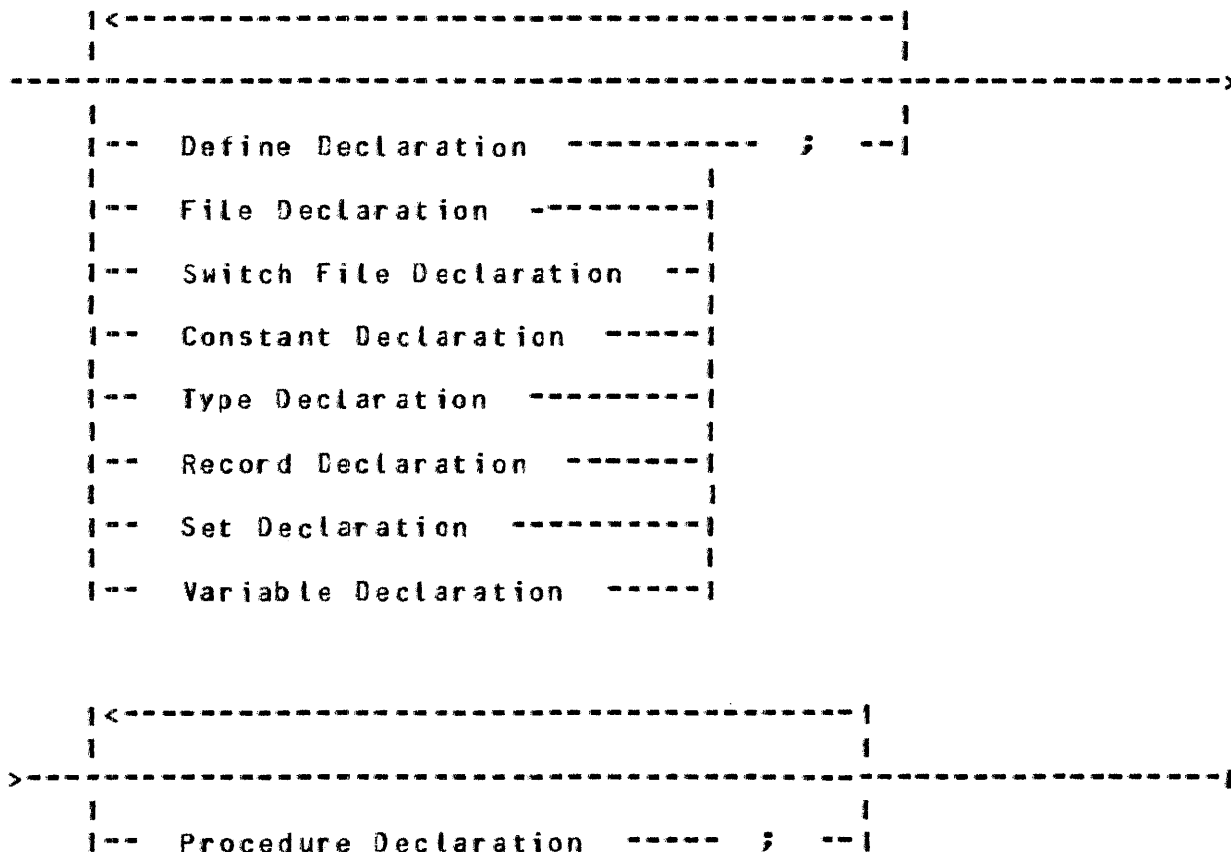 Define Declaration ;
File Declaration
Switch File Declaration
Constant Declaration
Type Declaration
Record Declaration
Set Declaration
Variable Declaration
Procedure Declaration ;